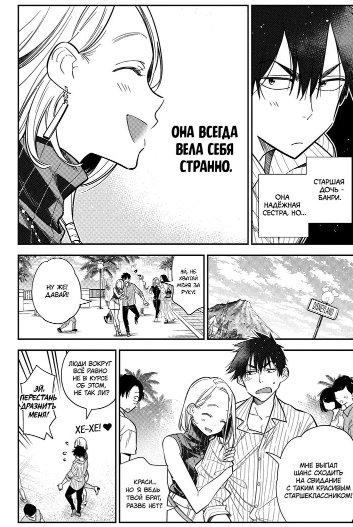 ОНА ВСЕГДА
ВЕЛА СЕБЯ
СТРАННО.
СТАРШАЯ
ДОЧЬ -
БАНРИ.
ОНА
НАДЁЖНАЯ
СЕСТРА, НО...
НУ ЖЕ!
ДАВАЙ!
ЭЙ, НЕ
ХВАТАЙ
МЕНЯ ЗА
РУКУ!
ЛЮДИ ВОКРУГ
ВСЁ РАВНО
НЕ В КУРСЕ
ОБ ЭТОМ,
НЕ ТАК ЛИ?
ЭЙ,
ПЕРЕСТАНЬ
ДРАЗНИТЬ
МЕНЯ!
ХЕ-ХЕ!
КРАСИ...
НО Я ВЕДЬ
ТВОЙ БРАТ,
РАЗВЕ НЕТ?
МНЕ ВЫПАЛ
ШАНС СХОДИТЬ
НА СВИДАНИЕ
С ТАКИМ КРАСИВЫМ
СТАРШЕКЛАССНИКОМ!